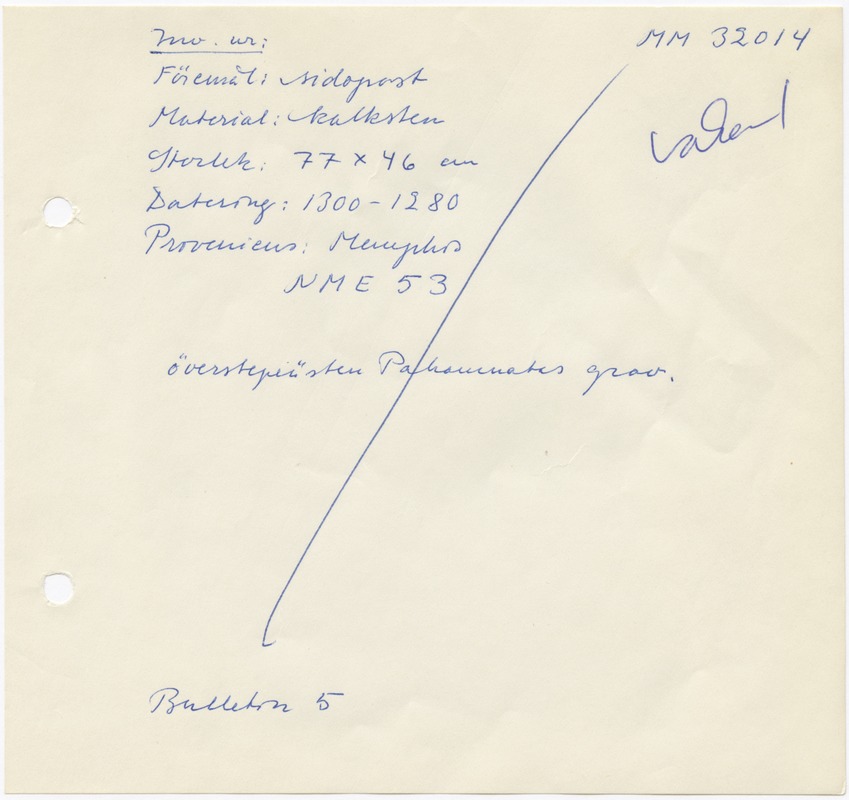 Inv. nr: MM 32014
Föremål: sidopost
Material: kalksten
Storlek: 77 x 46 cm
Datering: 1300-1280
Proveniens: Memphis
NME 53
översteprästen Pahemnetes grav.
Bulletin 5